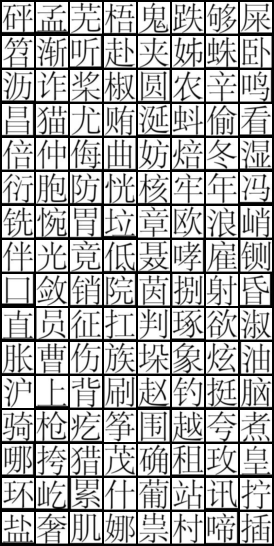 砰孟芜梧鬼跌够屎
笤渐听赴夹姊蛛卧
沥诈桨椒圆农辛鸣
昌猫尤贿涎蚪偷看
倍仲侮曲妨焙冬湿
衍胞防恍核牢年冯
铣惋胃垃章欧浪峭
伴光竞低聂哮雇铡
口敛销院茵捌射昏
直员征扛判琢欲淑
胀曹伤族垛象炫油
沪上背刷赵钓挺脑
骑枪疙筝围越夸煮
哪挎猎茂确租玫皇
环屹累什葡站讯拧
盐奢肌娜祟村啼插